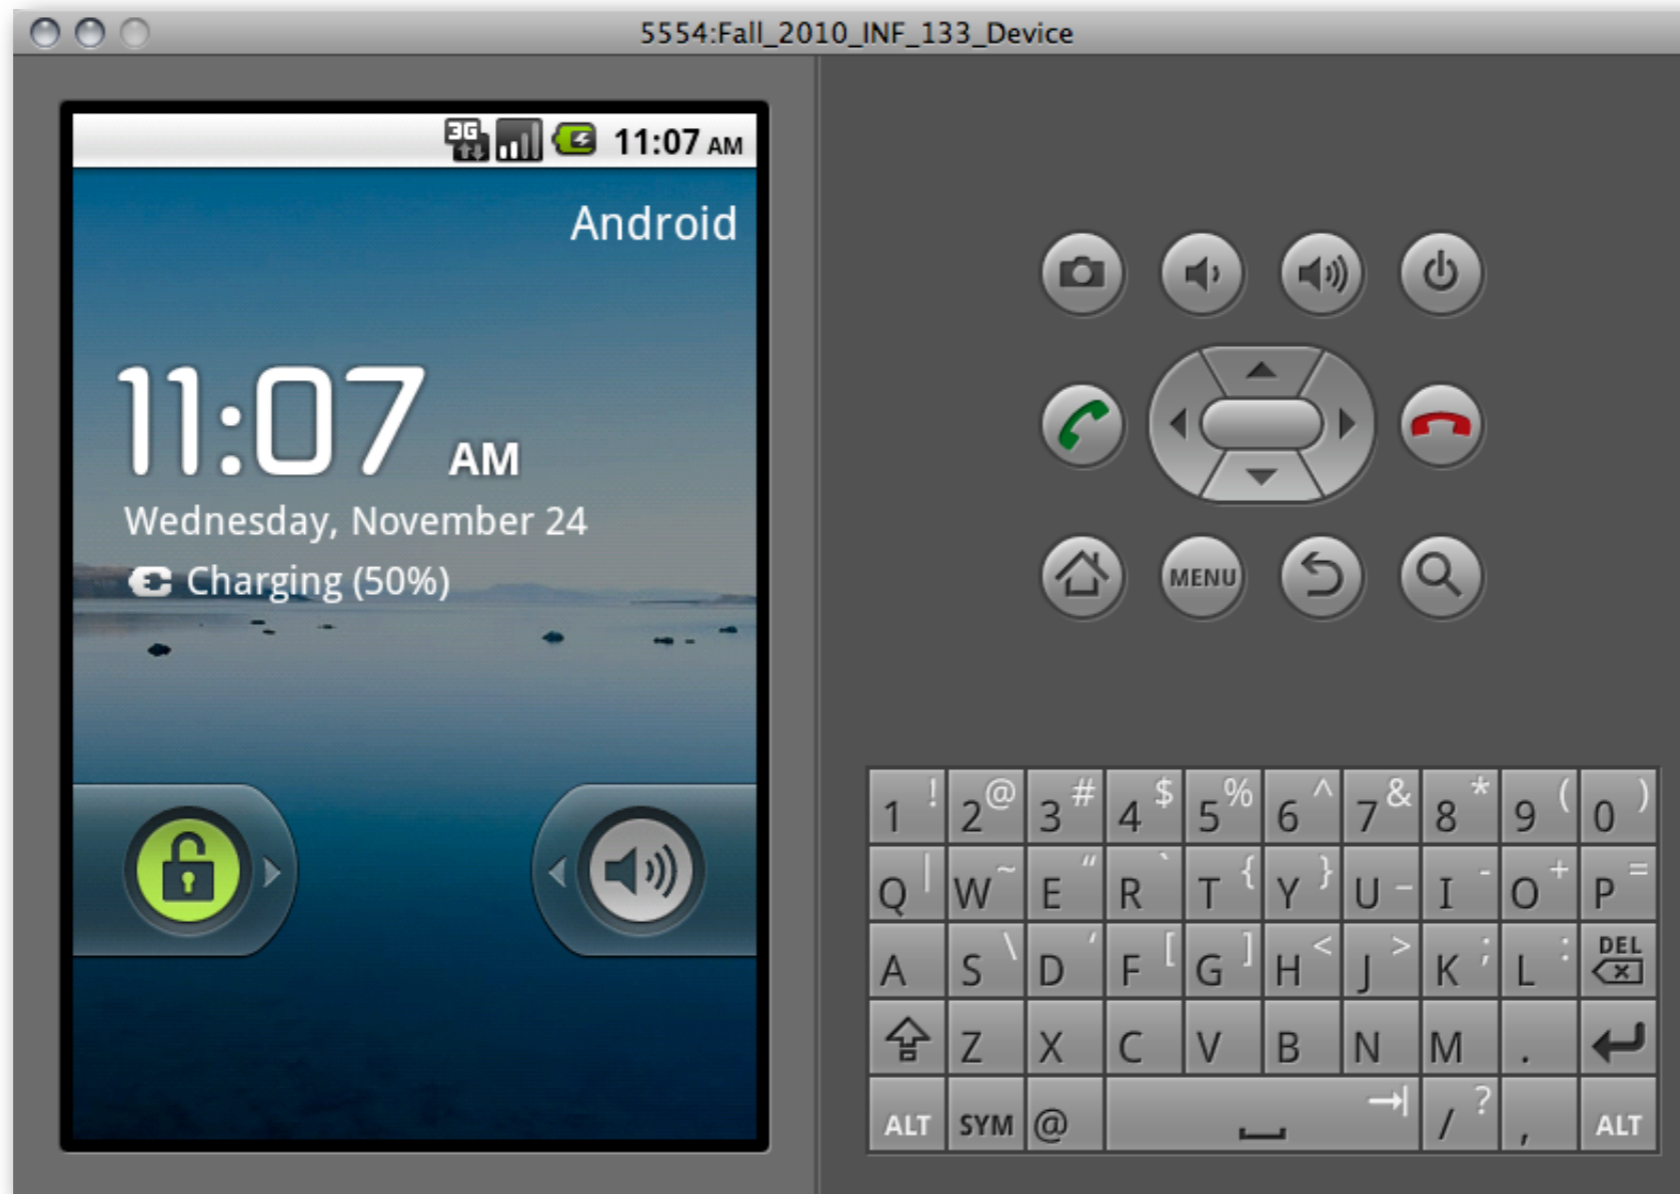 5554:Fall_2010_INF_133_Device
3G 11:07 AM
Android
11:07 AM
Wednesday, November 24
Charging (50%)
MENU
1 ! 2 @ 3 # 4 $ 5 % 6 ^ 7 & 8 * 9 ( 0 )
Q | W ~ E “ R ` T { Y } U _ I - O + P =
A S \ D ‘ F [ G ] H < J > K ; L : DEL
Z X C V B N M .
ALT SYM @ / ? , ALT